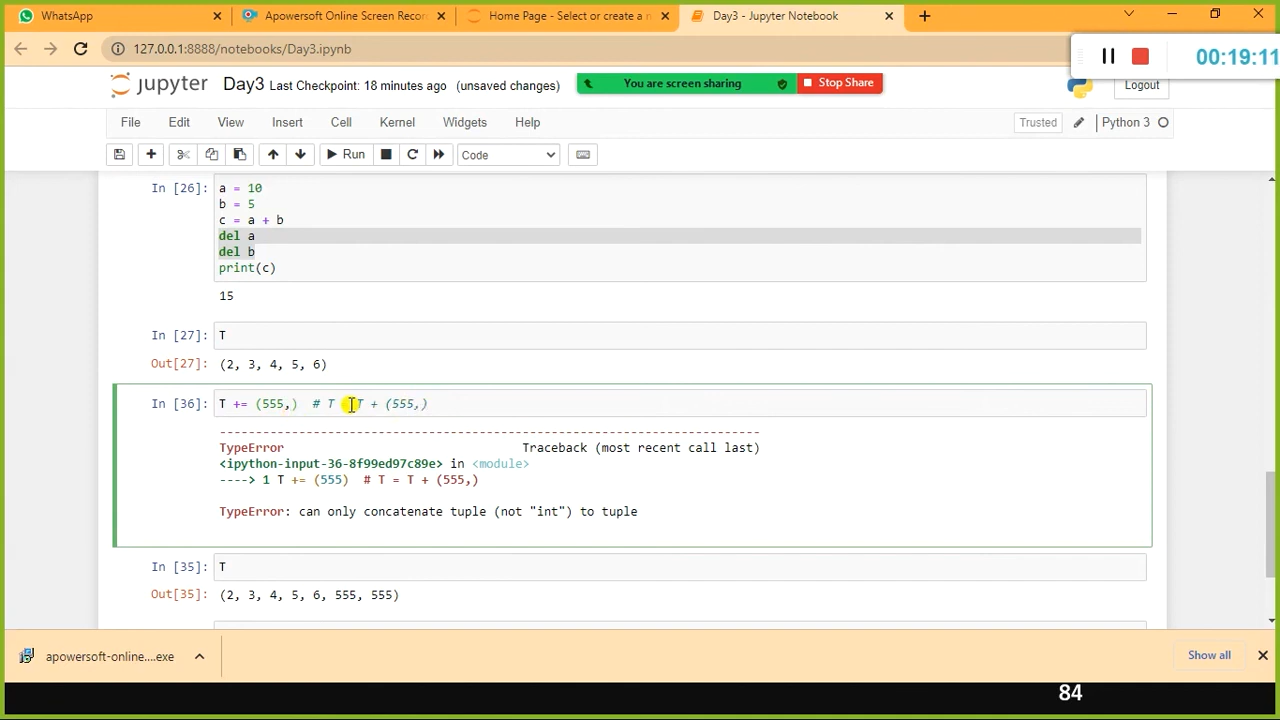 WhatsApp
Apowersoft Online Screen Recor
Home Page - Select or create a n
Day3 - Jupyter Notebook
127.0.0.1:8888/notebooks/Day3.ipynb
00:19:11
jupyter Day3 Last Checkpoint: 18 minutes ago (unsaved changes)
You are screen sharing
Stop Share
Logout
File Edit View Insert Cell Kernel Widgets Help
Trusted
Python 3
Run
Code
In [26]: a = 10
b = 5
c = a + b
del a
del b
print(c)
15
In [27]: T
Out[27]: (2, 3, 4, 5, 6)
In [36]: T += (555,) # T T + (555,)
---------------------------------------------------------------------------
TypeError Traceback (most recent call last)
<ipython-input-36-8f99ed97c89e> in <module>
----> 1 T += (555) # T = T + (555,)
TypeError: can only concatenate tuple (not "int") to tuple
In [35]: T
Out[35]: (2, 3, 4, 5, 6, 555, 555)
apowersoft-online....exe
Show all
84